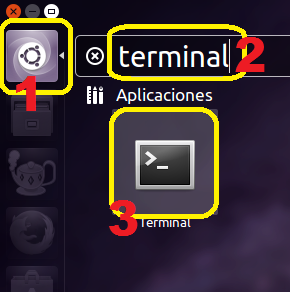 1
terminal 2
Aplicaciones
>_
3
Terminal